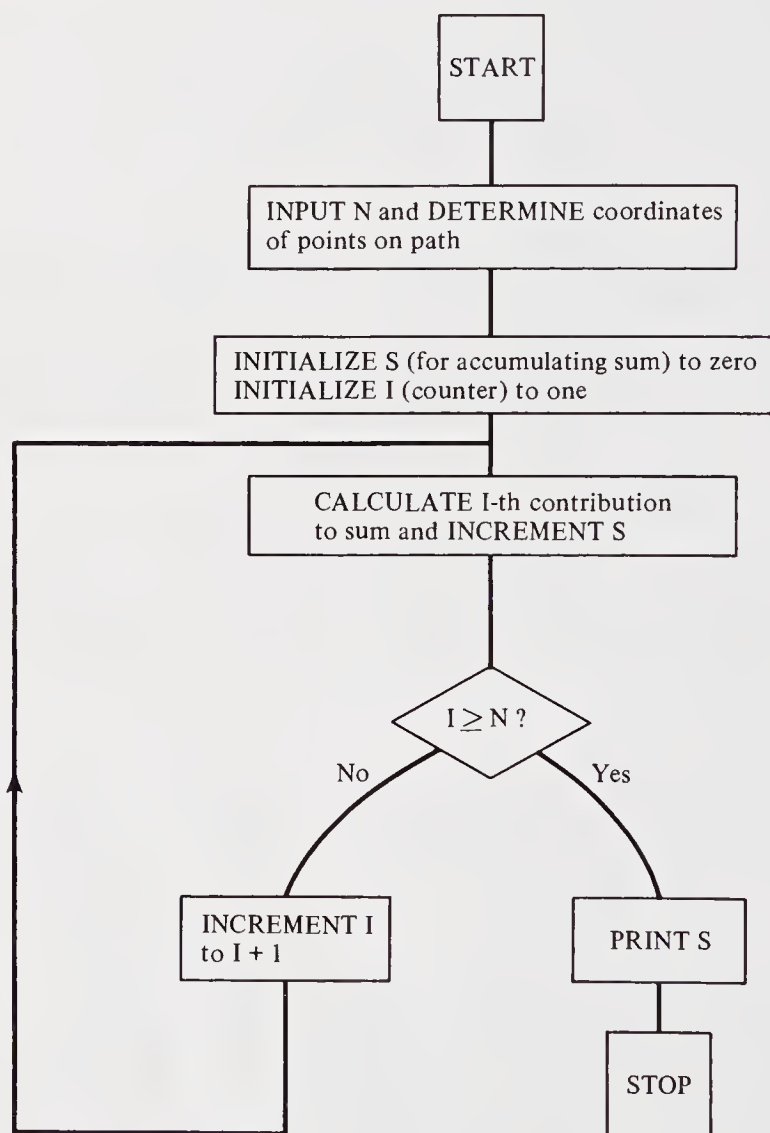 START
INPUT N and DETERMINE coordinates
of points on path
INITIALIZE S (for accumulating sum) to zero
INITIALIZE I (counter) to one
CALCULATE I-th contribution
to sum and INCREMENT S
I ≥ N ?
No
Yes
INCREMENT I
to I + 1
PRINT S
STOP